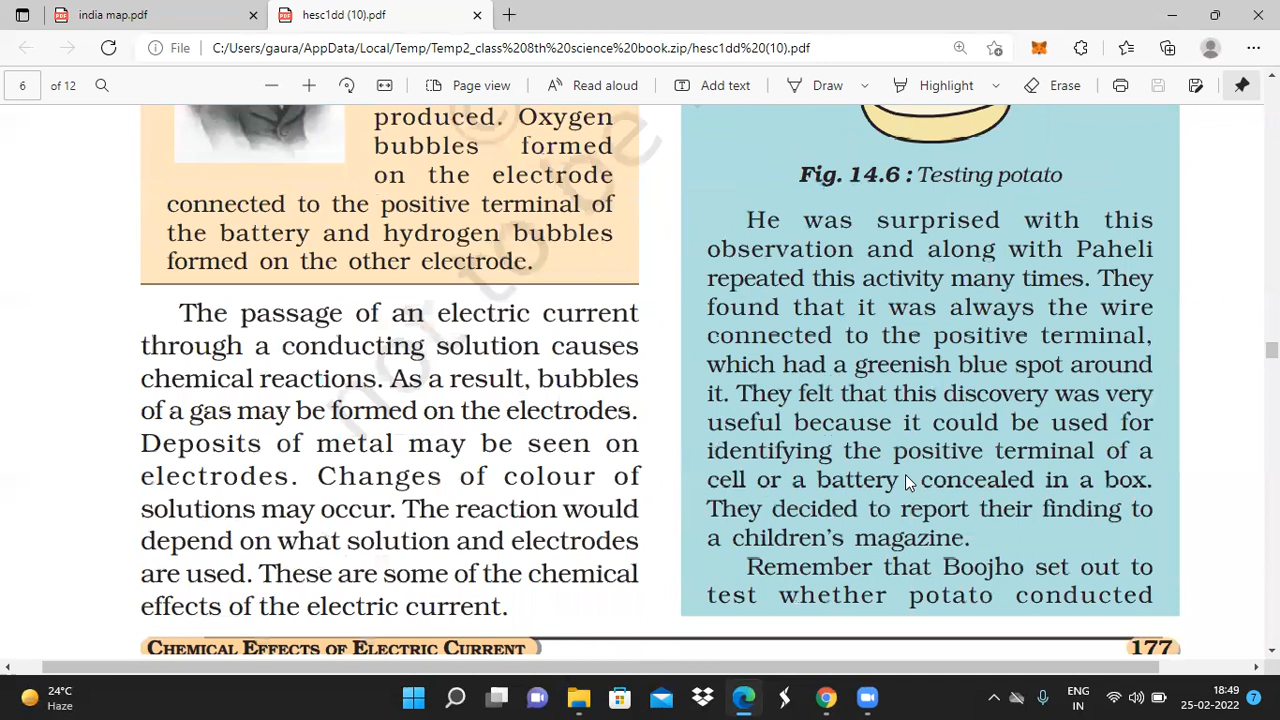 india map.pdf
hesc1dd (10).pdf
File
C:/Users/gaura/AppData/Local/Temp/Temp2_class%208th%20science%20book.zip/hesc1dd%20(10).pdf
6 of 12
Page view
Read aloud
Add text
Draw
Highlight
Erase
produced. Oxygen
bubbles formed
on the electrode
connected to the positive terminal of
the battery and hydrogen bubbles
formed on the other electrode.
The passage of an electric current
through a conducting solution causes
chemical reactions. As a result, bubbles
of a gas may be formed on the electrodes.
Deposits of metal may be seen on
electrodes. Changes of colour of
solutions may occur. The reaction would
depend on what solution and electrodes
are used. These are some of the chemical
effects of the electric current.
Fig. 14.6 : Testing potato
He was surprised with this
observation and along with Paheli
repeated this activity many times. They
found that it was always the wire
connected to the positive terminal,
which had a greenish blue spot around
it. They felt that this discovery was very
useful because it could be used for
identifying the positive terminal of a
cell or a battery concealed in a box.
They decided to report their finding to
a children's magazine.
Remember that Boojho set out to
test whether potato conducted
CHEMICAL EFFECTS OF ELECTRIC CURRENT
177
not to be
©
24°C
Haze
ENG
IN
18:49
25-02-2022
7